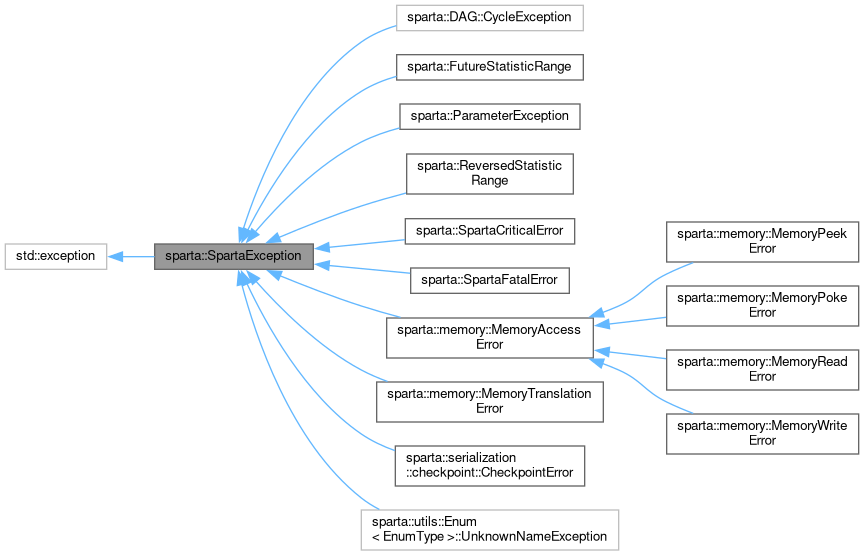 std::exception
sparta::SpartaException
sparta::DAG::CycleException
sparta::FutureStatisticRange
sparta::ParameterException
sparta::ReversedStatistic
Range
sparta::SpartaCriticalError
sparta::SpartaFatalError
sparta::memory::MemoryAccess
Error
sparta::memory::MemoryTranslation
Error
sparta::serialization
::checkpoint::CheckpointError
sparta::utils::Enum
< EnumType >::UnknownNameException
sparta::memory::MemoryPeek
Error
sparta::memory::MemoryPoke
Error
sparta::memory::MemoryRead
Error
sparta::memory::MemoryWrite
Error